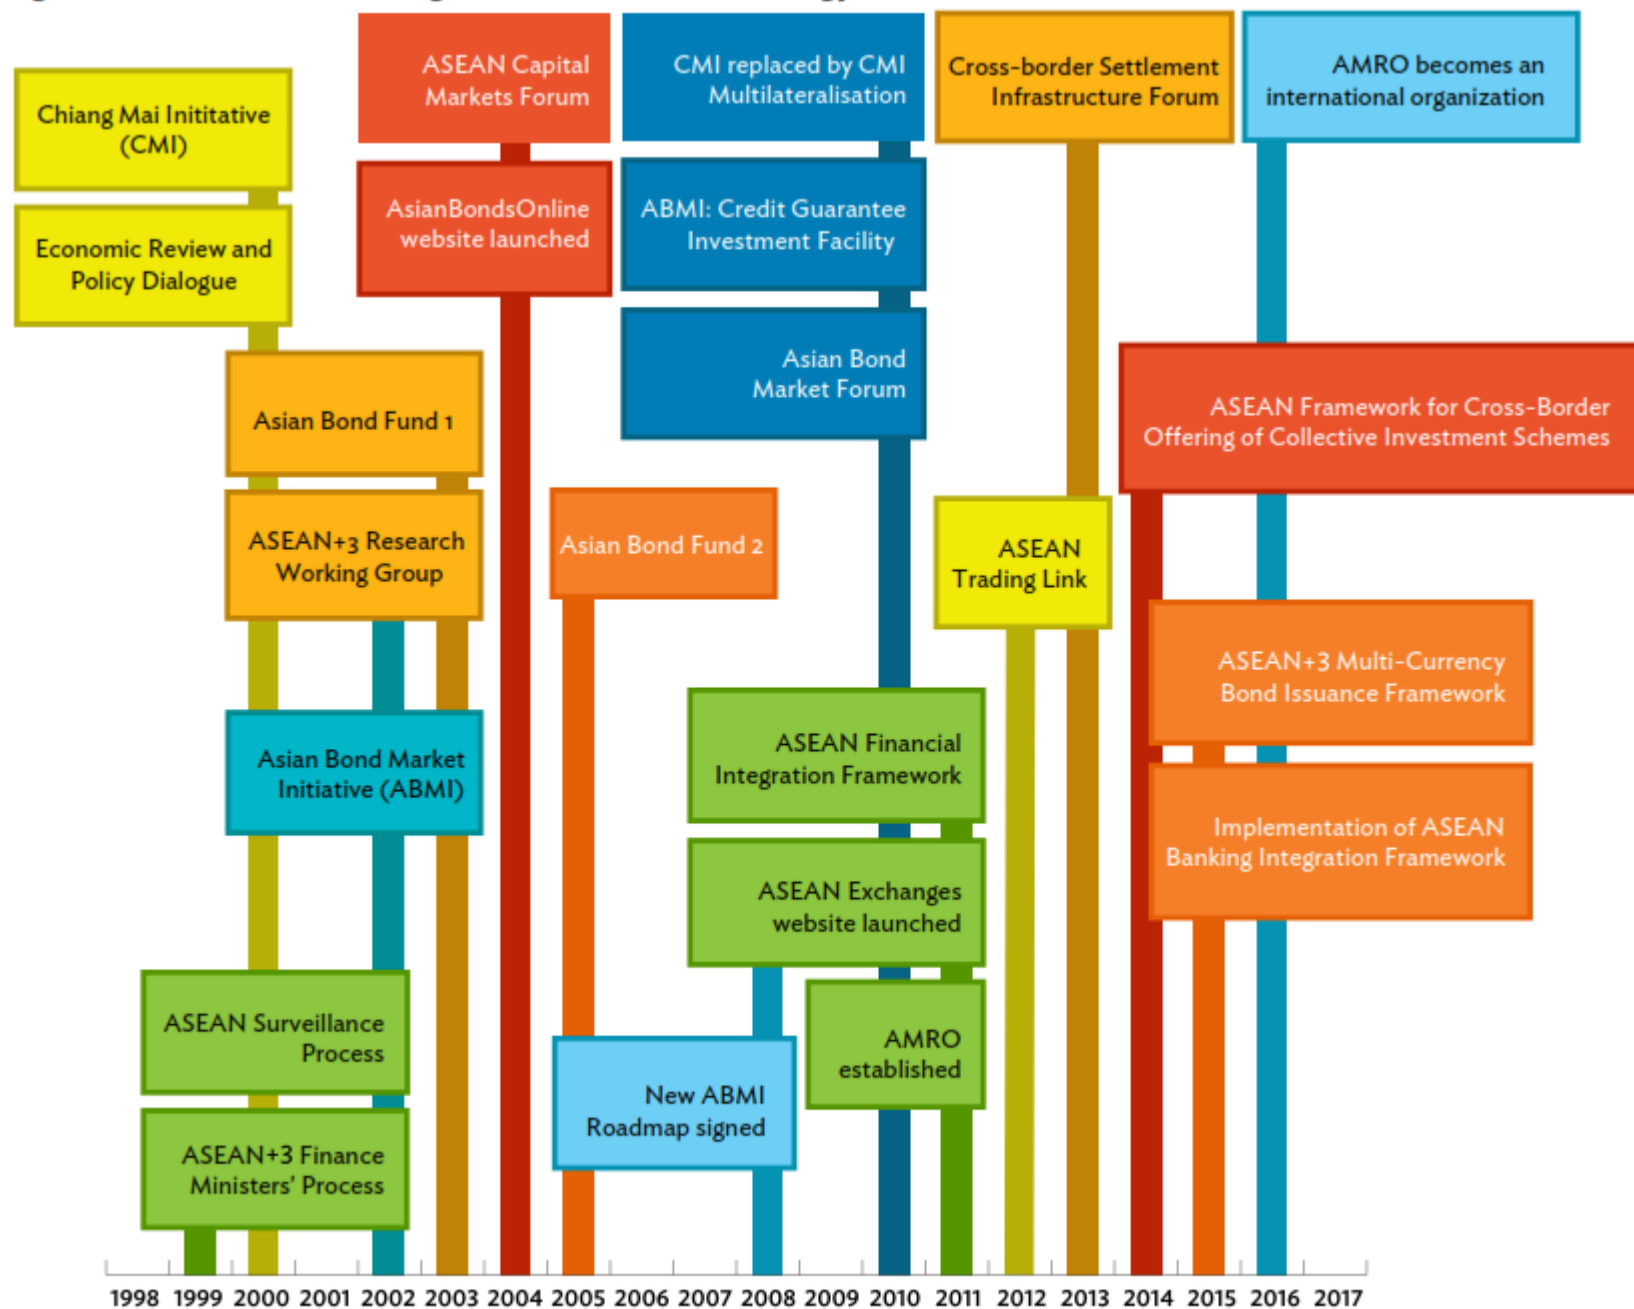 Chiang Mai Inititative
(CMI)
Economic Review and
Policy Dialogue
Asian Bond Fund 1
ASEAN+3 Research
Working Group
Asian Bond Market
Initiative (ABMI)
ASEAN Surveillance
Process
ASEAN+3 Finance
Ministers' Process
ASEAN Capital
Markets Forum
AsianBondsOnline
website launched
Asian Bond Fund 2
New ABMI
Roadmap signed
CMI replaced by CMI
Multilateralisation
ABMI: Credit Guarantee
Investment Facility
Asian Bond
Market Forum
ASEAN Financial
Integration Framework
ASEAN Exchanges
website launched
AMRO
established
Cross-border Settlement
Infrastructure Forum
ASEAN
Trading Link
AMRO becomes an
international organization
ASEAN Framework for Cross-Border
Offering of Collective Investment Schemes
ASEAN+3 Multi-Currency
Bond Issuance Framework
Implementation of ASEAN
Banking Integration Framework
1998 1999 2000 2001 2002 2003 2004 2005 2006 2007 2008 2009 2010 2011 2012 2013 2014 2015 2016 2017